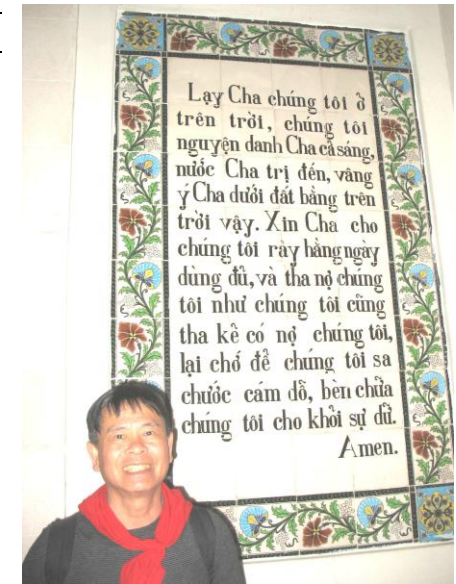 Lạy Cha chúng tôi ở
trên trời, chúng tôi
nguyện danh Cha cả sáng,
nước Cha trị đến, vâng
ý Cha dưới đất bằng trên
trời vậy. Xin Cha cho
chúng tôi rày hằng ngày
dùng đủ, và tha nợ chúng
tôi như chúng tôi cũng
tha kẻ có nợ chúng tôi,
lại chớ để chúng tôi sa
chước cám dỗ, bèn chữa
chúng tôi cho khỏi sự dữ.
Amen.